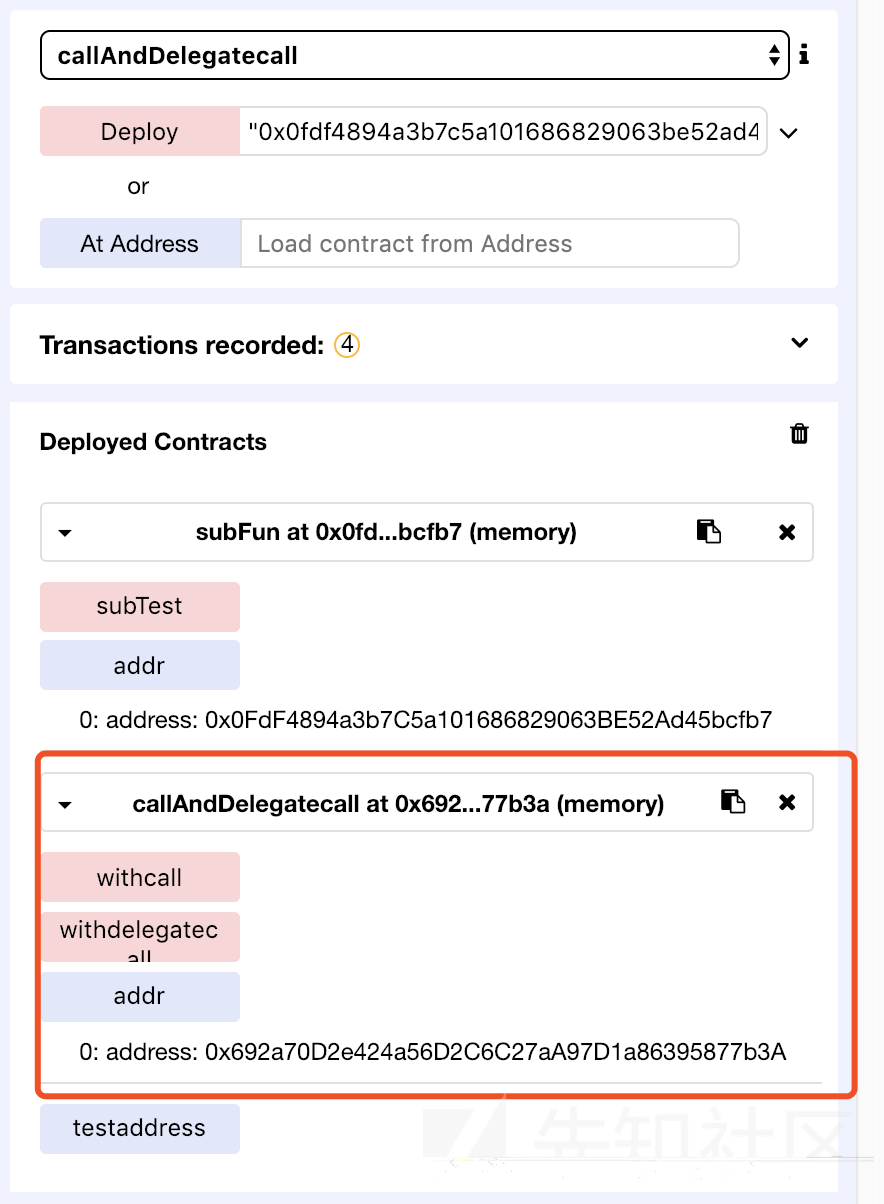 callAndDelegatecall
Deploy
"0x0fdf4894a3b7c5a101686829063be52ad4
or
At Address
Load contract from Address
Transactions recorded: 4
Deployed Contracts
subFun at 0x0fd...bcfb7 (memory)
subTest
addr
0: address: 0x0FdF4894a3b7C5a101686829063BE52Ad45bcfb7
callAndDelegatecall at 0x692...77b3a (memory)
withcall
withdelegatec
all
addr
0: address: 0x692a70D2e424a56D2C6C27aA97D1a86395877b3A
testaddress
先知社区